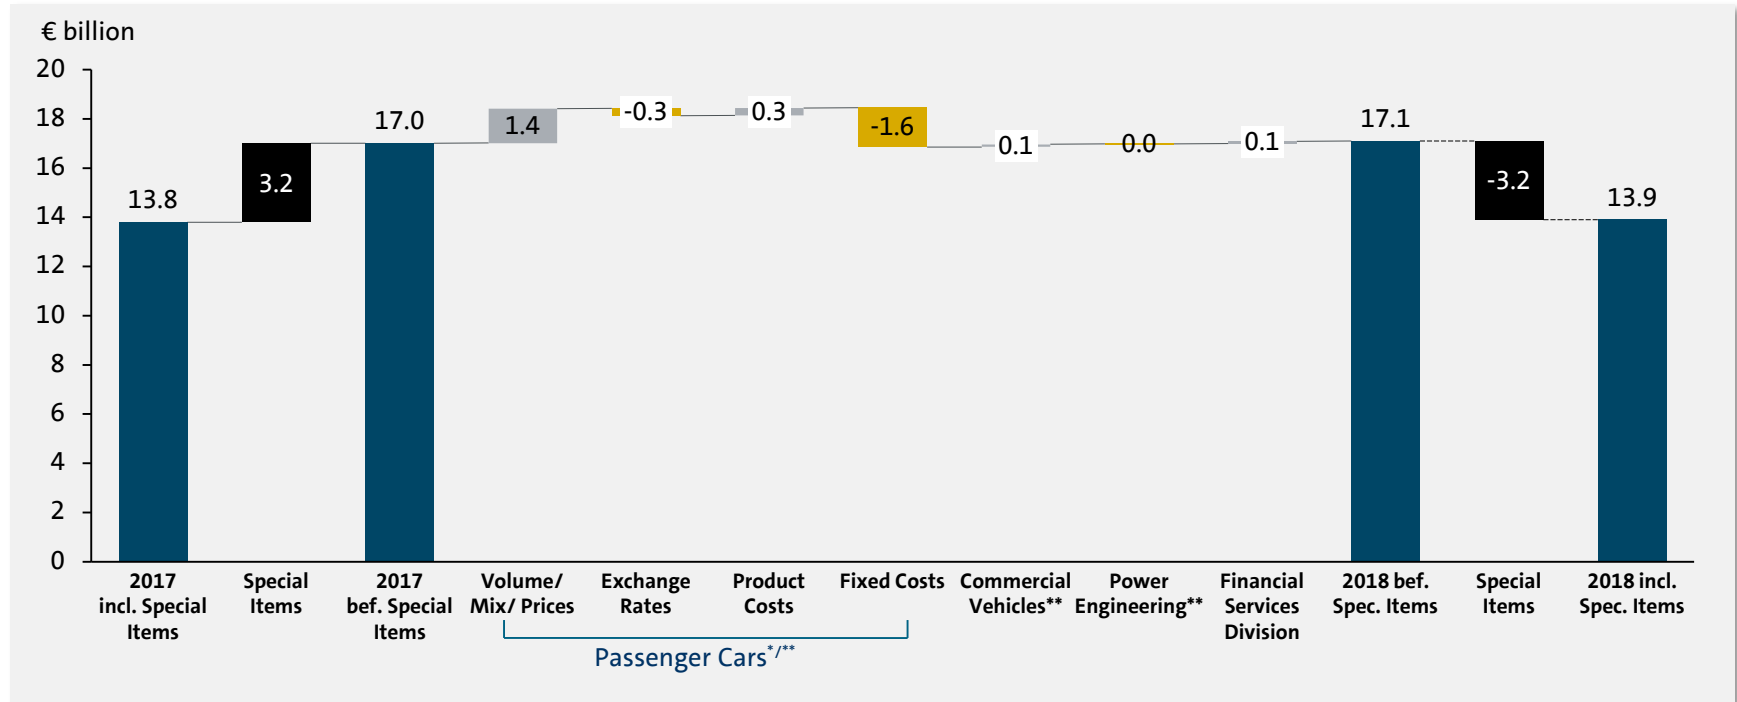 € billion
20
18
16
14
12
10
8
6
4
2
0
13.8
3.2
17.0
1.4
-0.3
0.3
-1.6
0.1
0.0
0.1
17.1
-3.2
13.9
2017
incl. Special
Items
Special
Items
2017
bef. Special
Items
Volume/
Mix/ Prices
Exchange
Rates
Product
Costs
Fixed Costs
Commercial
Vehicles**
Power
Engineering**
Financial
Services
Division
2018 bef.
Spec. Items
Special
Items
2018 incl.
Spec. Items
Passenger Cars*/**